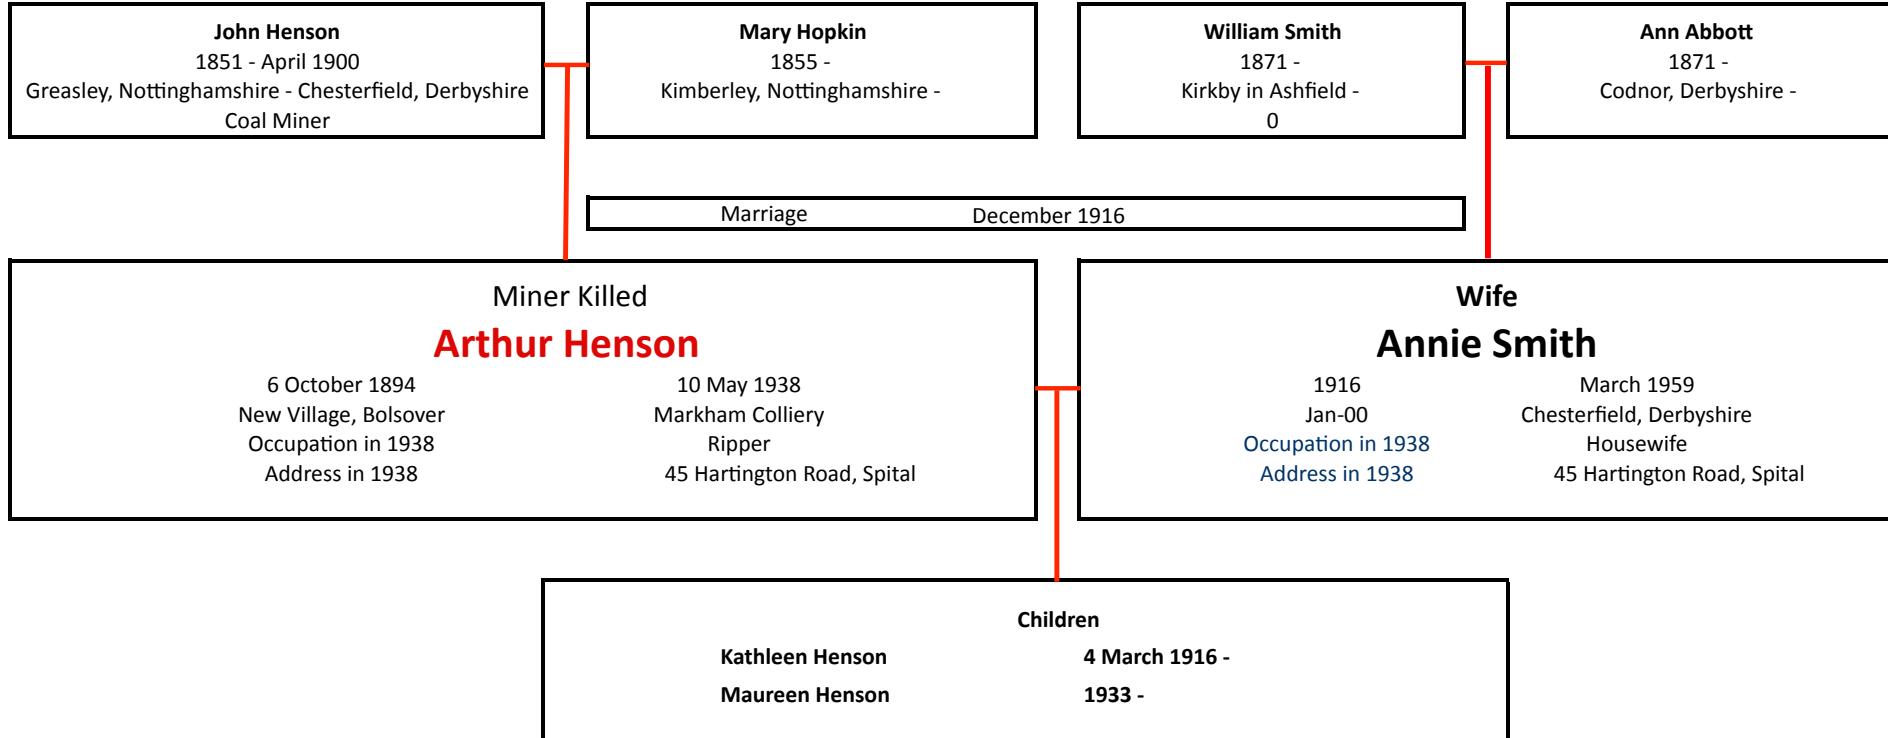 John Henson
1851 - April 1900
Greasley, Nottinghamshire - Chesterfield, Derbyshire
Coal Miner
Mary Hopkin
1855 -
Kimberley, Nottinghamshire -
William Smith
1871 -
Kirkby in Ashfield -
0
Ann Abbott
1871 -
Codnor, Derbyshire -
Marriage December 1916
Miner Killed
Arthur Henson
6 October 1894 10 May 1938
New Village, Bolsover Markham Colliery
Occupation in 1938 Ripper
Address in 1938 45 Hartington Road, Spital
Wife
Annie Smith
1916 March 1959
Jan-00 Chesterfield, Derbyshire
Occupation in 1938 Housewife
Address in 1938 45 Hartington Road, Spital
Children
Kathleen Henson 4 March 1916 -
Maureen Henson 1933 -